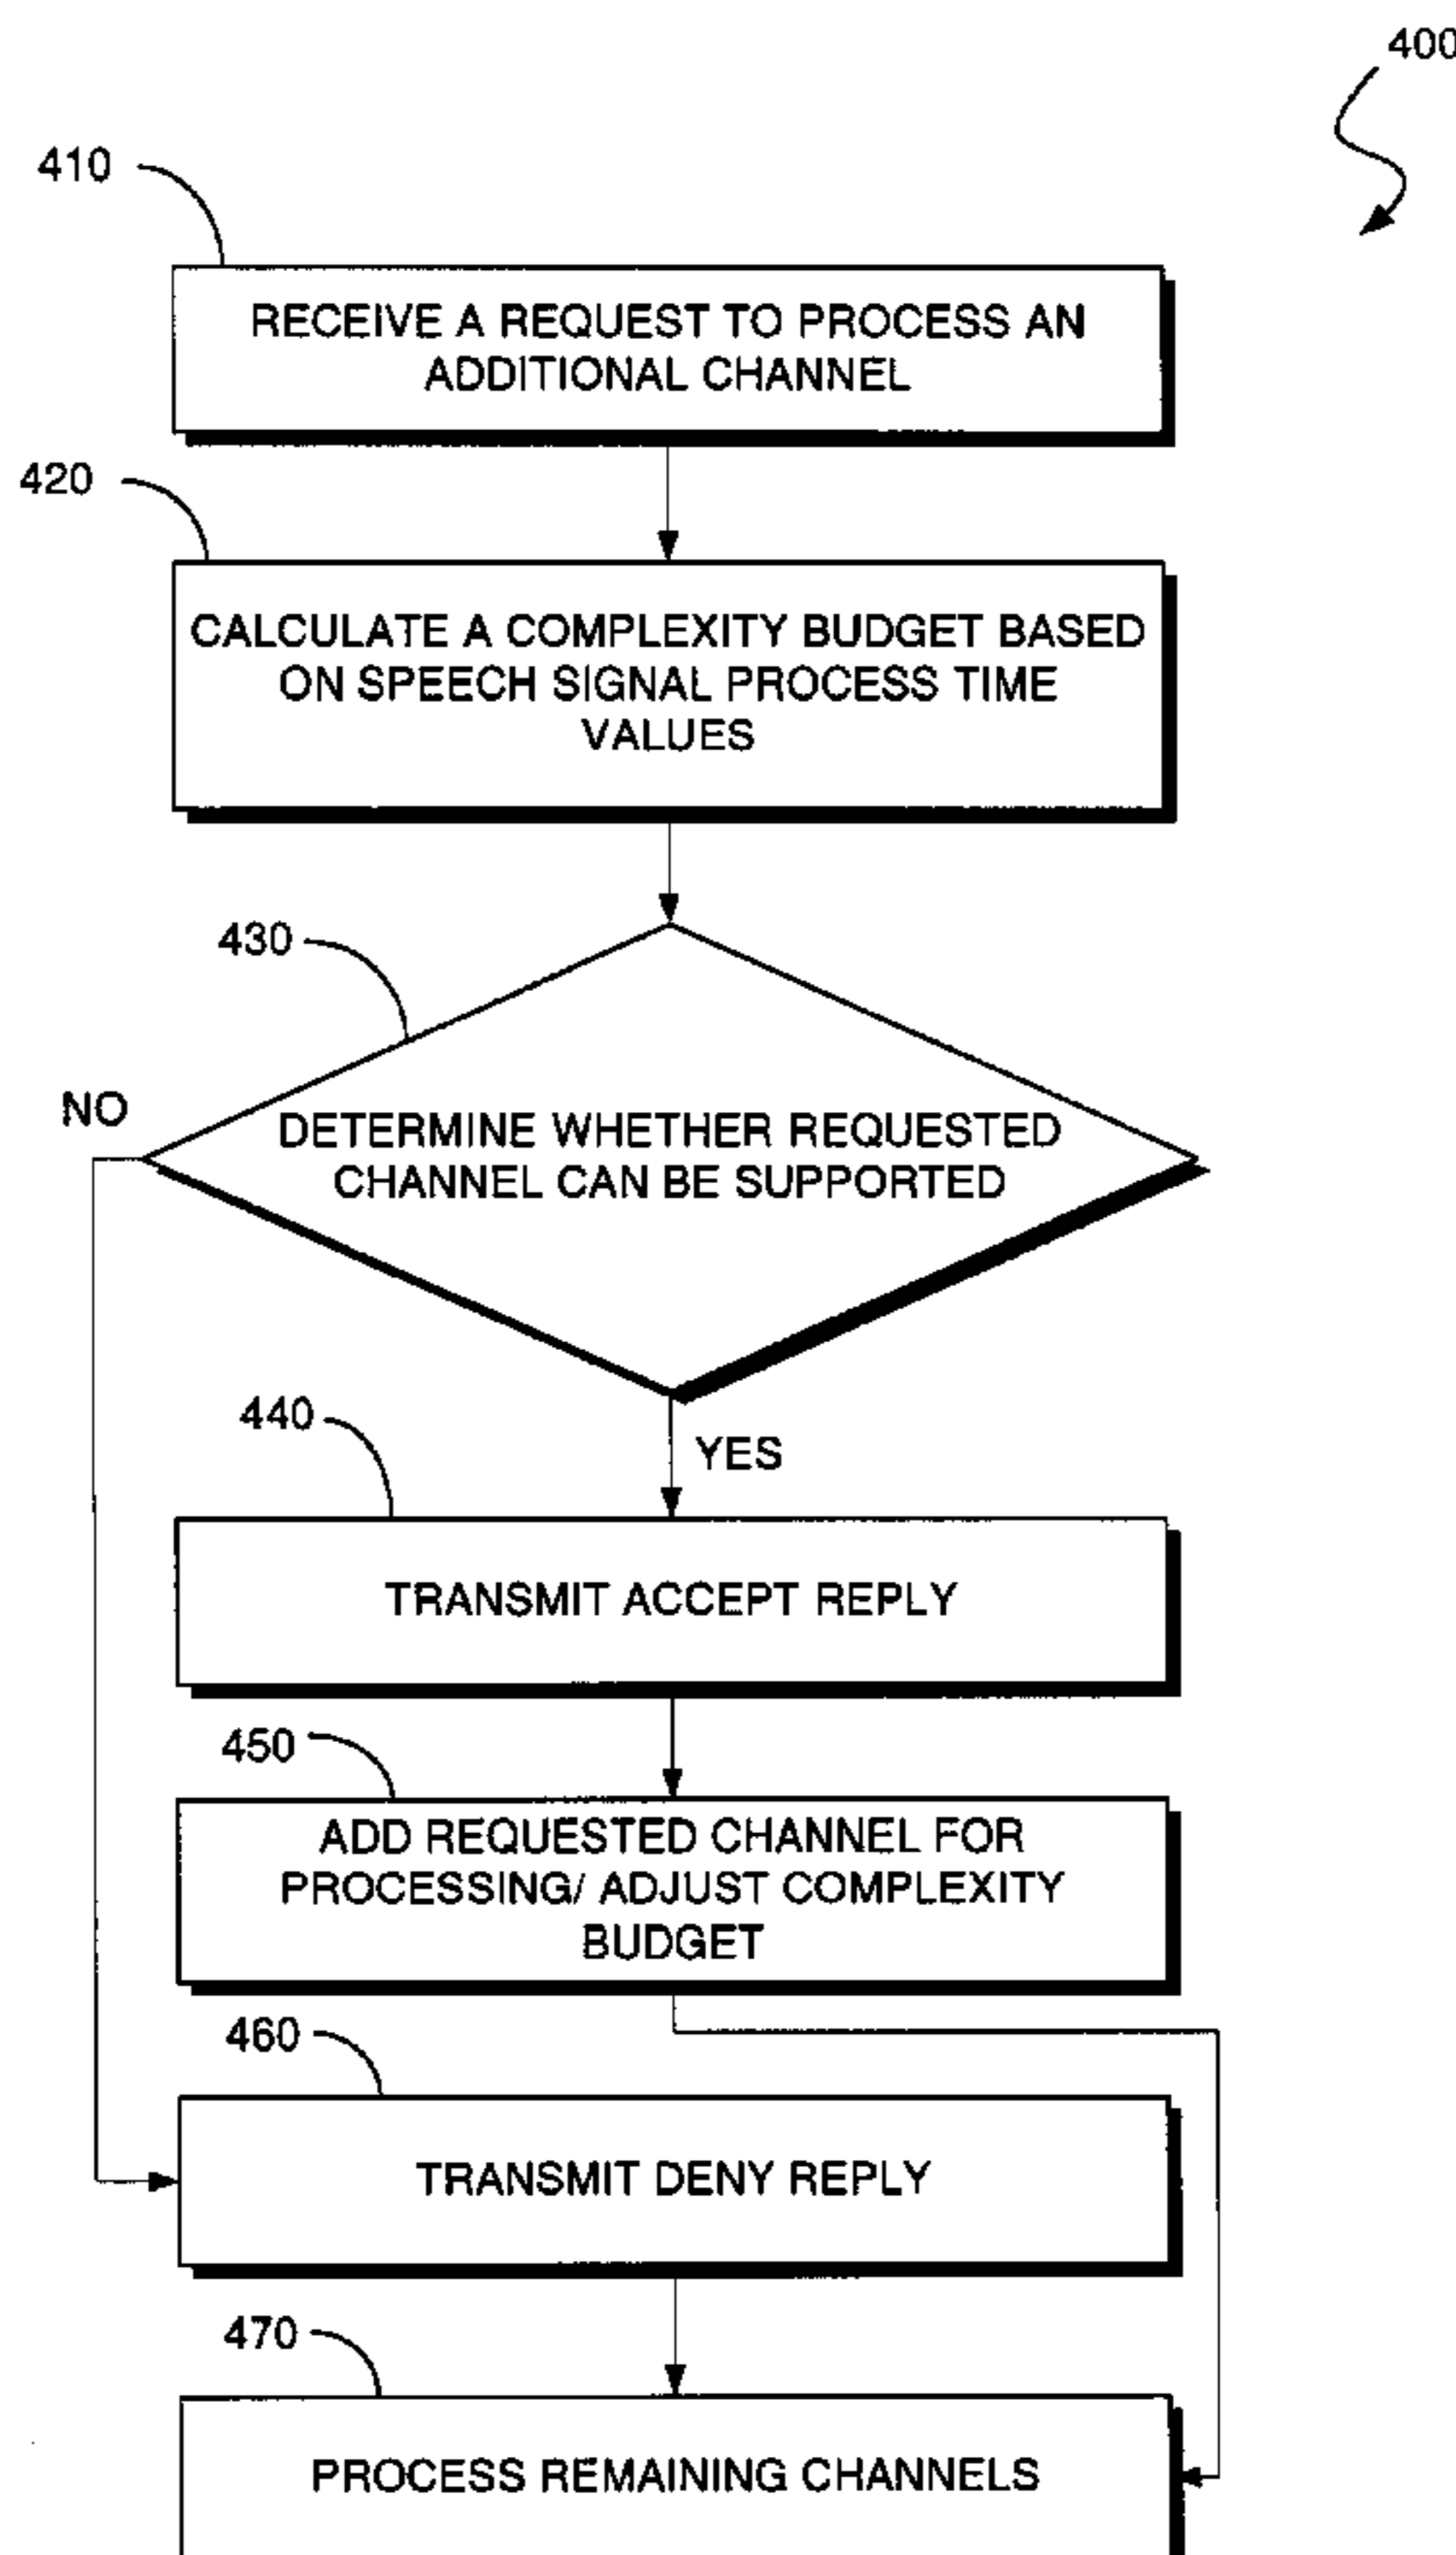 400
410
RECEIVE A REQUEST TO PROCESS AN
ADDITIONAL CHANNEL
420
CALCULATE A COMPLEXITY BUDGET BASED
ON SPEECH SIGNAL PROCESS TIME
VALUES
430
NO
DETERMINE WHETHER REQUESTED
CHANNEL CAN BE SUPPORTED
440
YES
TRANSMIT ACCEPT REPLY
450
ADD REQUESTED CHANNEL FOR
PROCESSING/ ADJUST COMPLEXITY
BUDGET
460
TRANSMIT DENY REPLY
470
PROCESS REMAINING CHANNELS